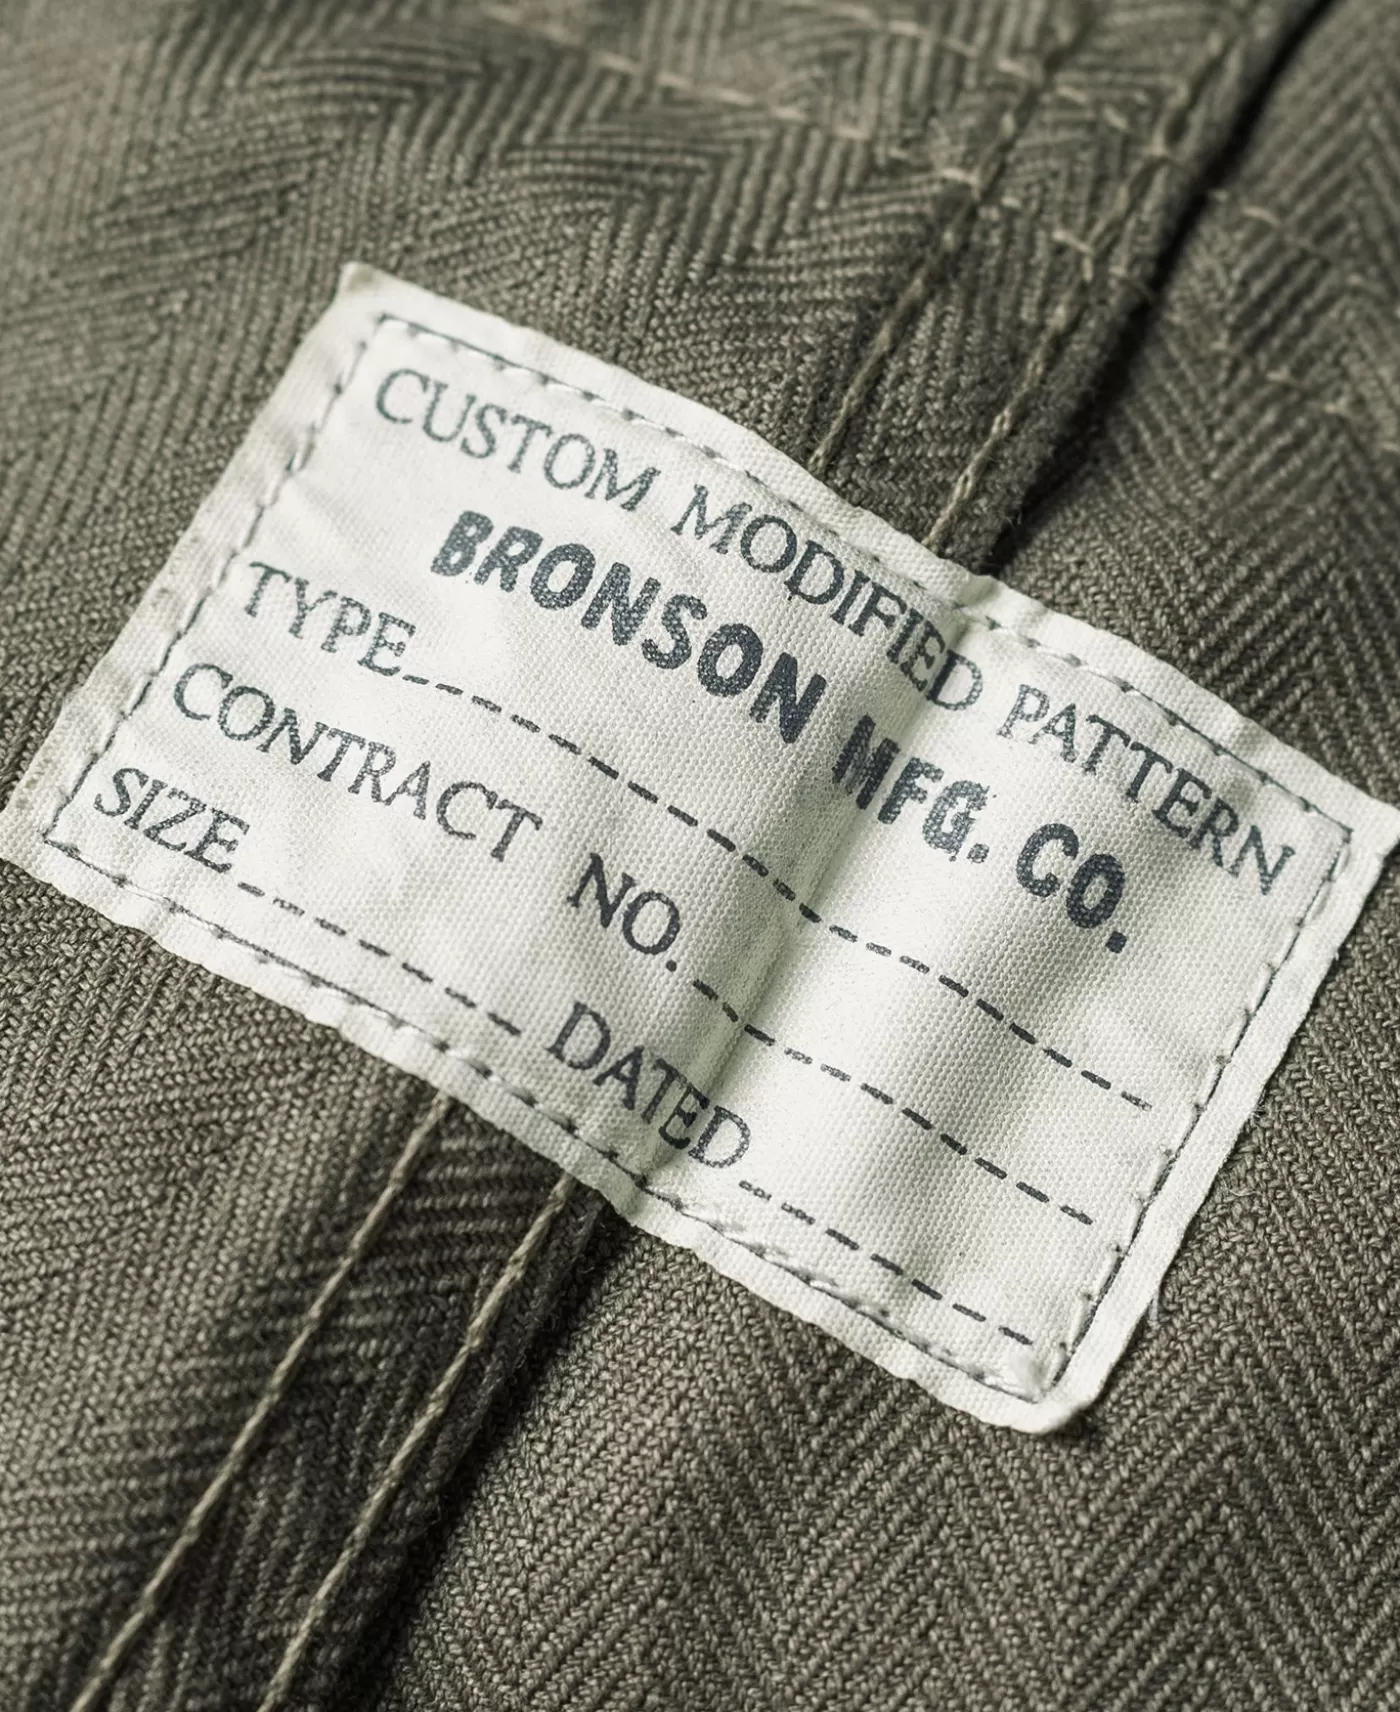 CUSTOM MODIFIED PATTERN
BRONSON MFG. CO.
TYPE
CONTRACT NO.
SIZE DATED